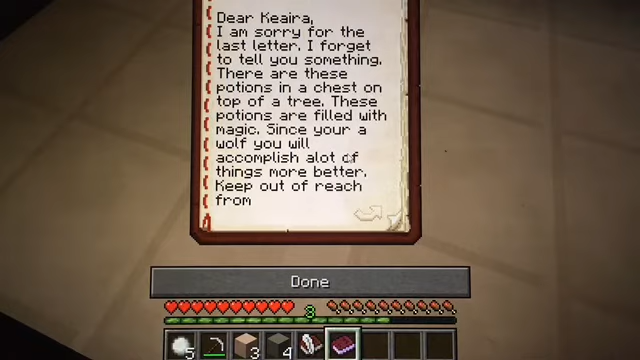 Dear Keaira,
I am sorry for the
last letter. I forget
to tell you something.
There are these
potions in a chest on
top of a tree. These
potions are filled with
magic. Since your a
wolf you will
accomplish alot of
things more better.
Keep out of reach
from
Done
8
5
3
4